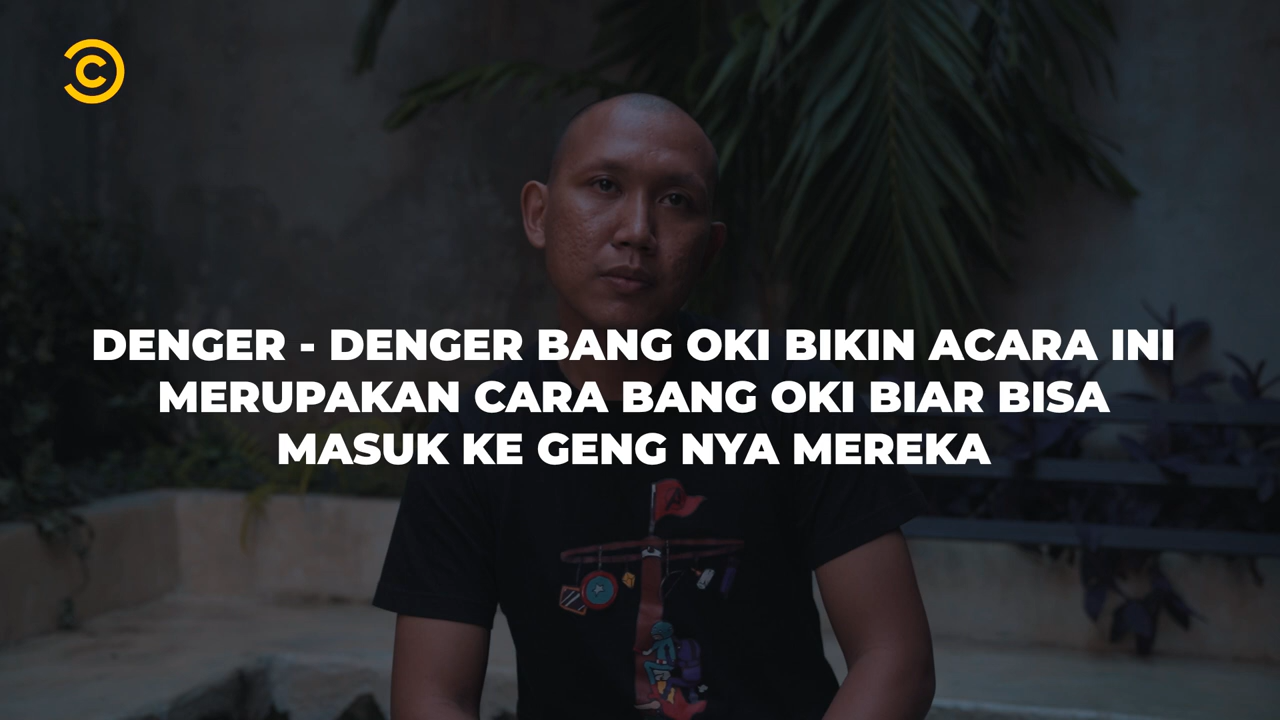 DENGER - DENGER BANG OKI BIKIN ACARA INI
MERUPAKAN CARA BANG OKI BIAR BISA
MASUK KE GENG NYA MEREKA